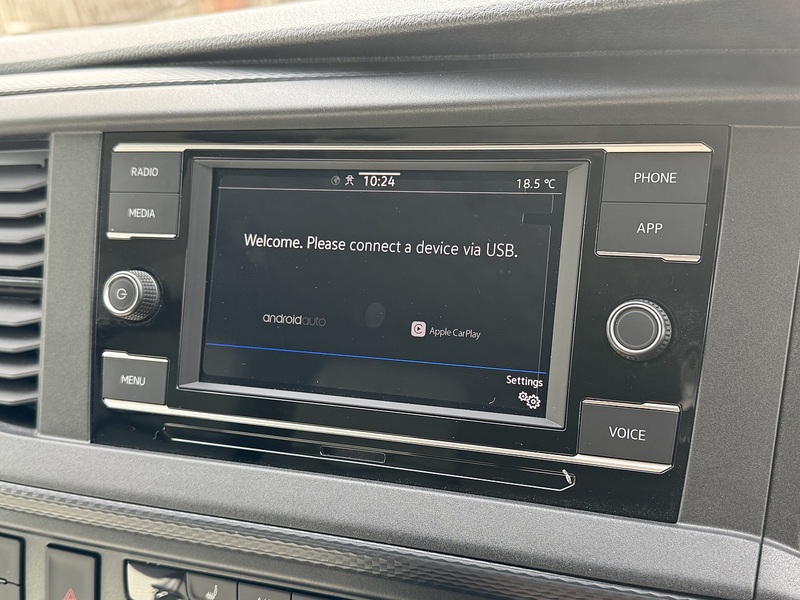 RADIO
MEDIA
MENU
10:24
18.5 °C
Welcome. Please connect a device via USB.
androidauto
Apple CarPlay
Settings
PHONE
APP
VOICE